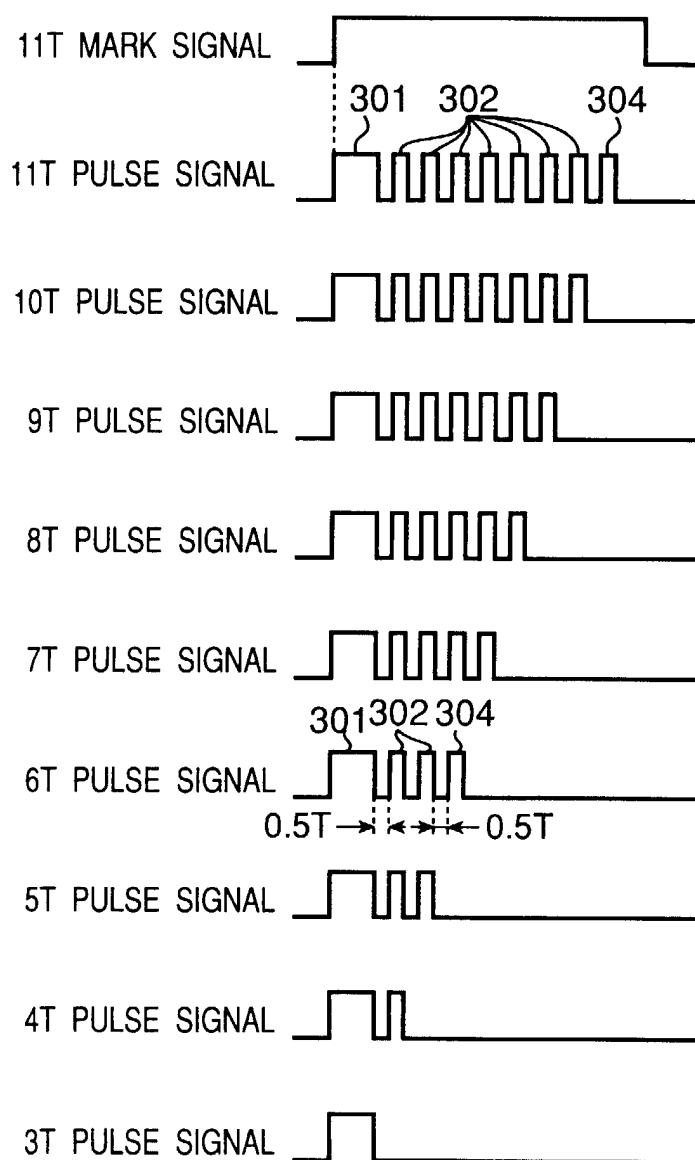 11T MARK SIGNAL
301 302 304
11T PULSE SIGNAL
10T PULSE SIGNAL
9T PULSE SIGNAL
8T PULSE SIGNAL
7T PULSE SIGNAL
301 302 304
6T PULSE SIGNAL
0.5T 0.5T
5T PULSE SIGNAL
4T PULSE SIGNAL
3T PULSE SIGNAL